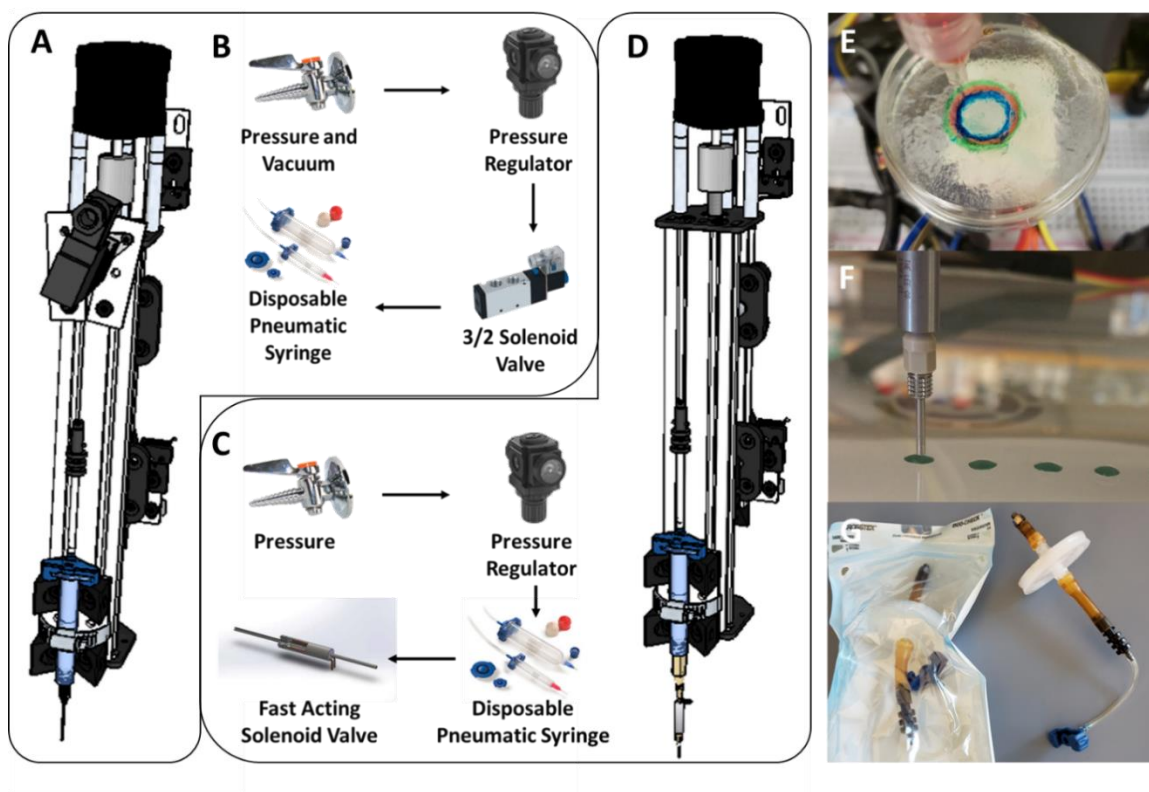 A
B
Pressure and
Vacuum
Pressure
Regulator
Disposable
Pneumatic
Syringe
3/2 Solenoid
Valve
C
Pressure
Pressure
Regulator
Fast Acting
Solenoid Valve
Disposable
Pneumatic Syringe
D
E
F
G